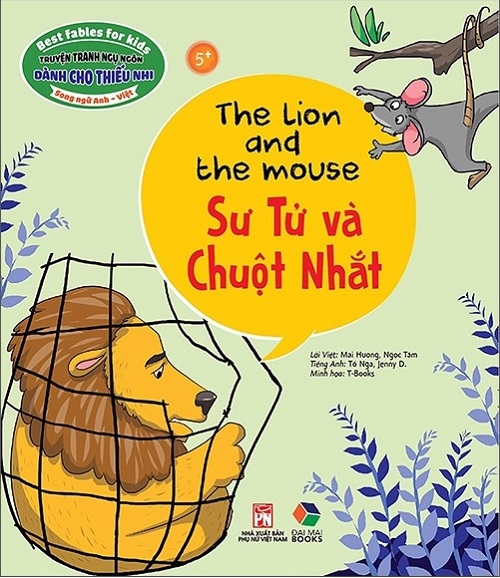 Best fables for kids
TRUYỆN TRANH NGỤ NGÔN
DÀNH CHO THIẾU NHI
Song ngữ Anh - Việt
5+
The Lion
and
the mouse
Sư Tử và
Chuột Nhắt
Lời Việt: Mai Hương, Ngọc Tâm
Tiếng Anh: Tố Nga, Jenny D.
Minh họa: T-Books
PN
NHÀ XUẤT BẢN
PHỤ NỮ VIỆT NAM
ĐẠI MAI
BOOKS